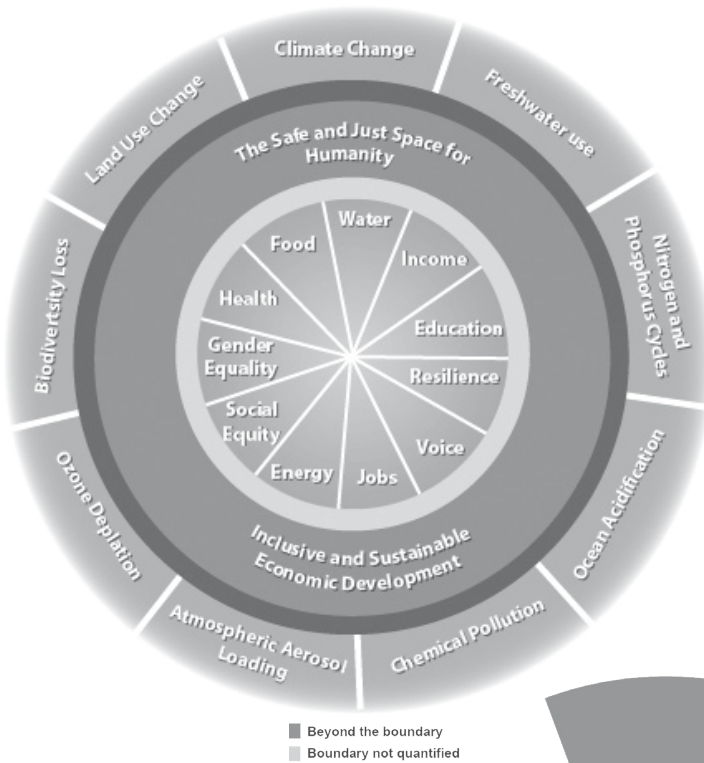 Climate Change
Freshwater use
Nitrogen and
Phosphorus Cycles
Ocean Acidification
Chemical Pollution
Atmospheric Aerosol
Loading
Ozone Deplation
Biodivertsity Loss
Land Use Change
The Safe and Just Space for
Humanity
Water
Income
Education
Resilience
Voice
Jobs
Energy
Social
Equity
Gender
Equality
Health
Food
Inclusive and Sustainable
Economic Development
Beyond the boundary
Boundary not quantified